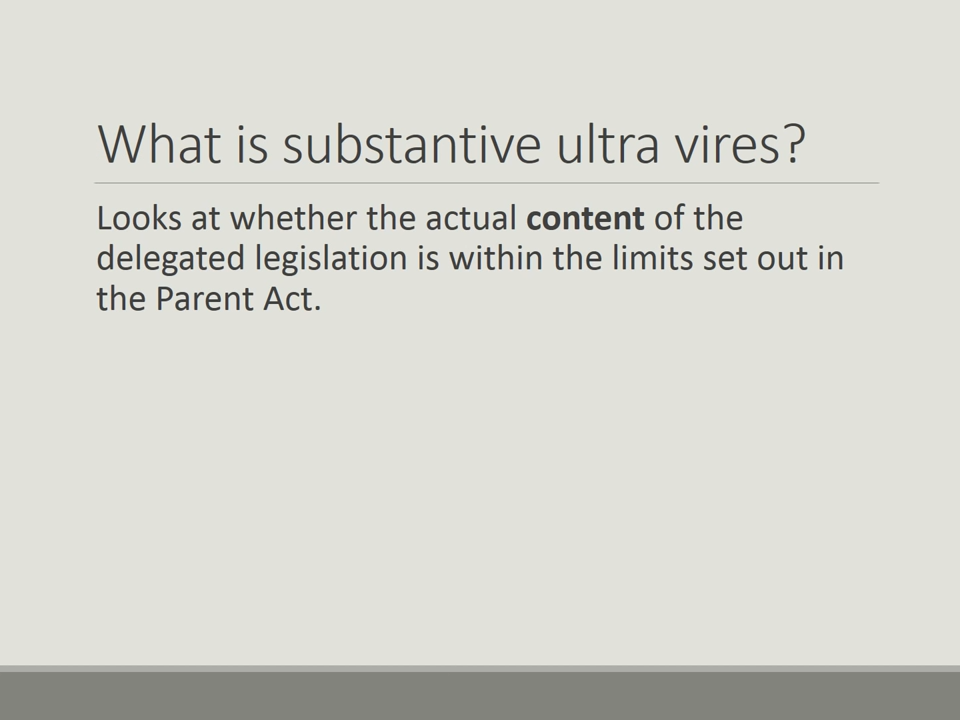 What is substantive ultra vires?
Looks at whether the actual content of the
delegated legislation is within the limits set out in
the Parent Act.